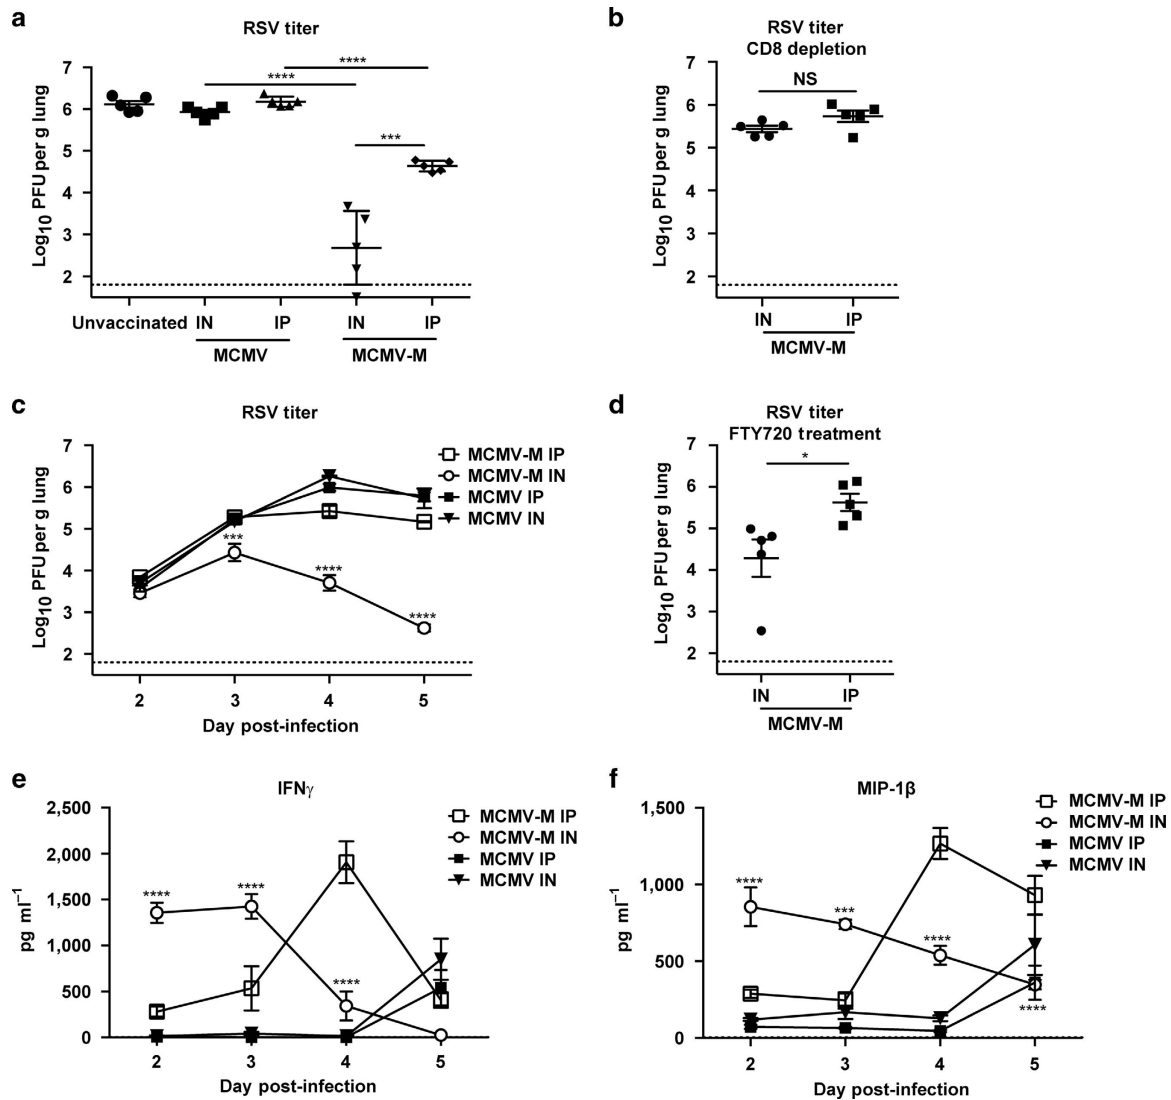 a
RSV titer
Log10 PFU per g lung
7
6
5
4
3
2
****
****
***
Unvaccinated IN IP IN IP
MCMV MCMV-M
b
RSV titer
CD8 depletion
Log10 PFU per g lung
7
6
5
4
3
2
NS
IN IP
MCMV-M
c
RSV titer
Log10 PFU per g lung
7
6
5
4
3
2
MCMV-M IP
MCMV-M IN
MCMV IP
MCMV IN
***
****
****
2 3 4 5
Day post-infection
d
RSV titer
FTY720 treatment
Log10 PFU per g lung
7
6
5
4
3
2
*
IN IP
MCMV-M
e
IFNγ
pg ml−1
2,500
2,000
1,500
1,000
500
0
MCMV-M IP
MCMV-M IN
MCMV IP
MCMV IN
**** ****
****
2 3 4 5
Day post-infection
f
MIP-1β
pg ml−1
1,500
1,000
500
0
MCMV-M IP
MCMV-M IN
MCMV IP
MCMV IN
****
***
****
****
2 3 4 5
Day post-infection